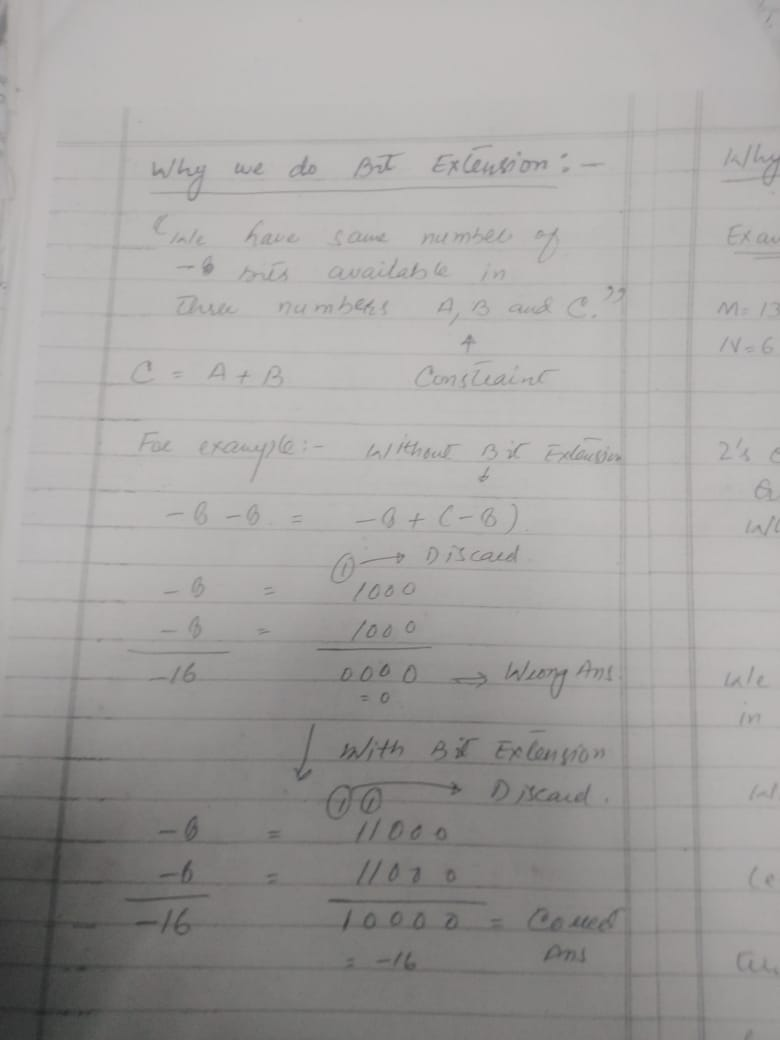 Why we do Bit Extension:-
Why
"We have same number of
Exa
-8 bits available in
Three numbers A, B and C."
M= 13
N= 6
C = A + B
Constraint
For example:- Without Bit Extension
2's
-8 -8 = -8 + (-8)
① → Discard
-8 = 1000
-8 = 1000
-16 0000 ⇒ Wrong Ans.
= 0
We
in
With Bit Extension
① ① → Discard.
-8 = 11000
-8 = 11000
-16 10000 = Correct
= -16 Ans